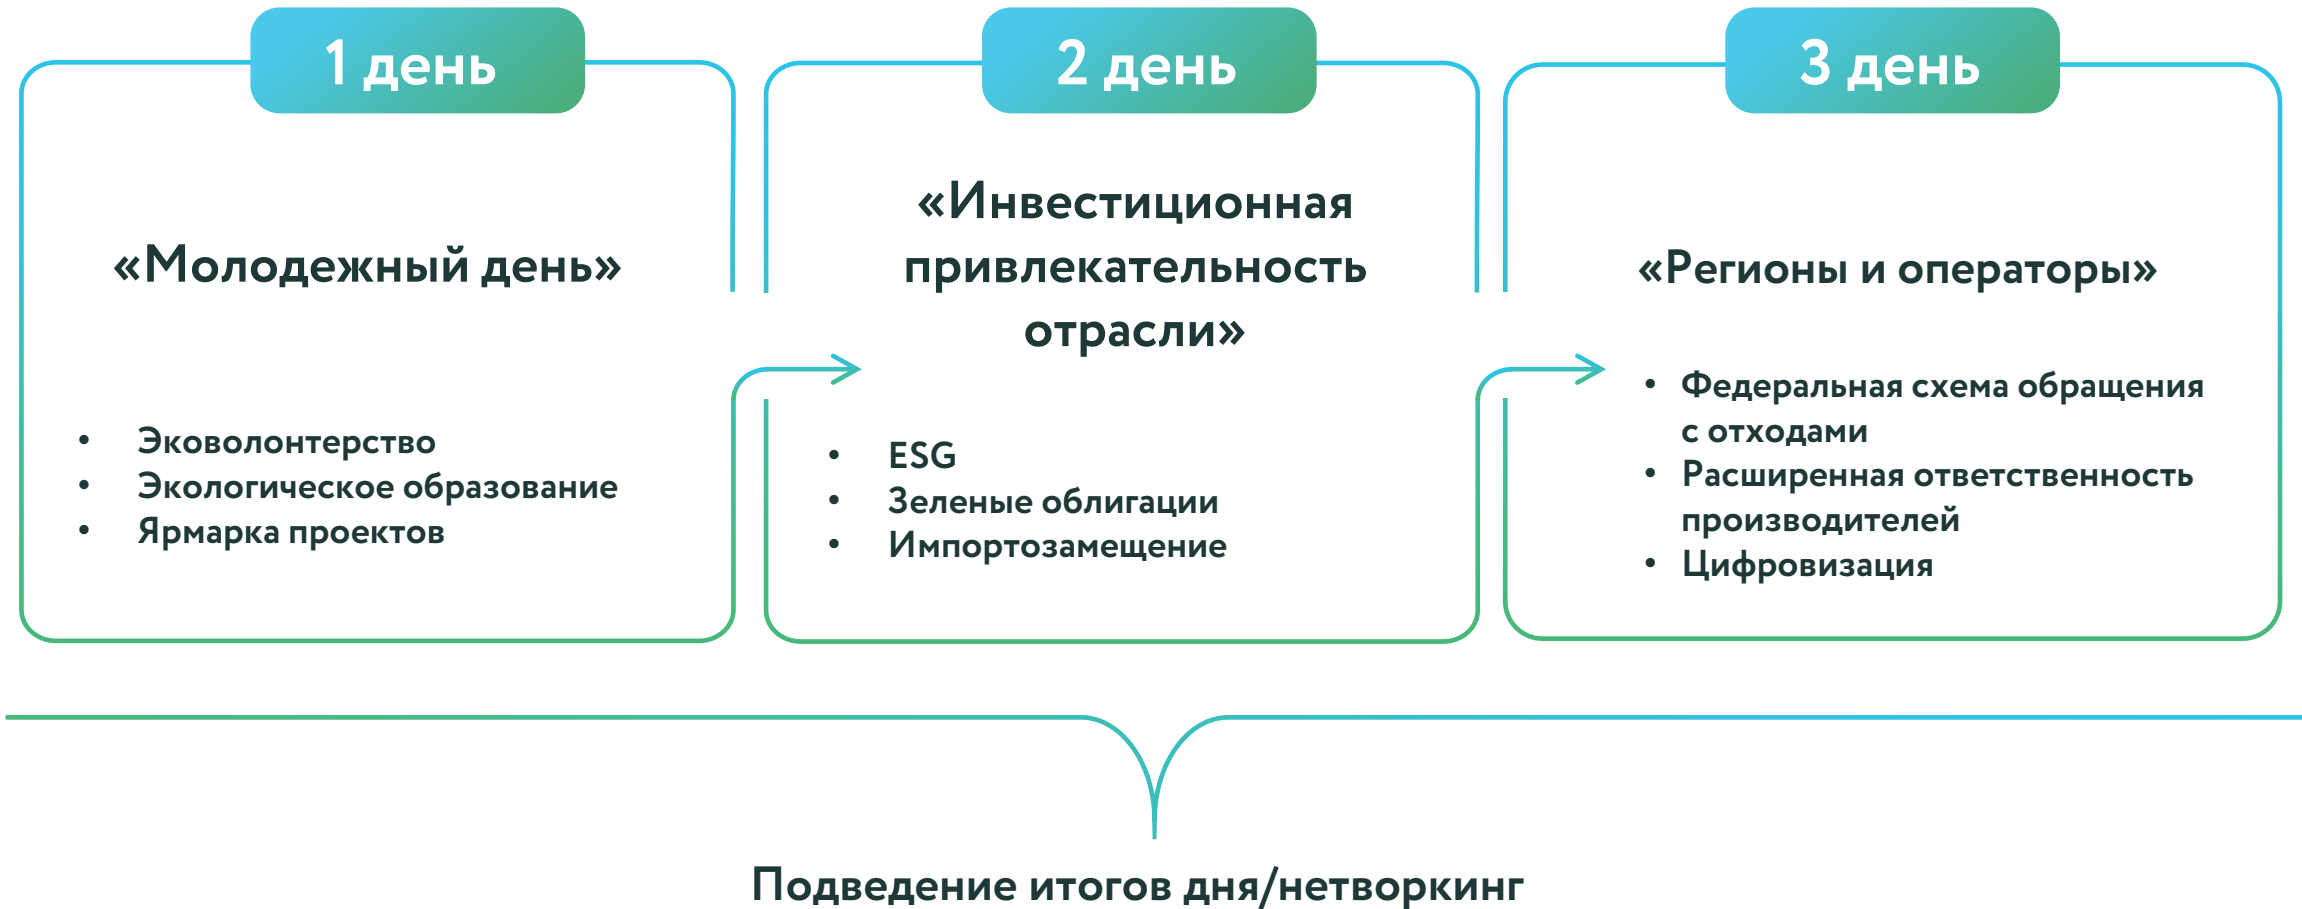 1 день
«Молодежный день»
• Эковолонтерство
• Экологическое образование
• Ярмарка проектов
2 день
«Инвестиционная
привлекательность
отрасли»
• ESG
• Зеленые облигации
• Импортозамещение
3 день
«Регионы и операторы»
• Федеральная схема обращения
с отходами
• Расширенная ответственность
производителей
• Цифровизация
Подведение итогов дня/нетворкинг